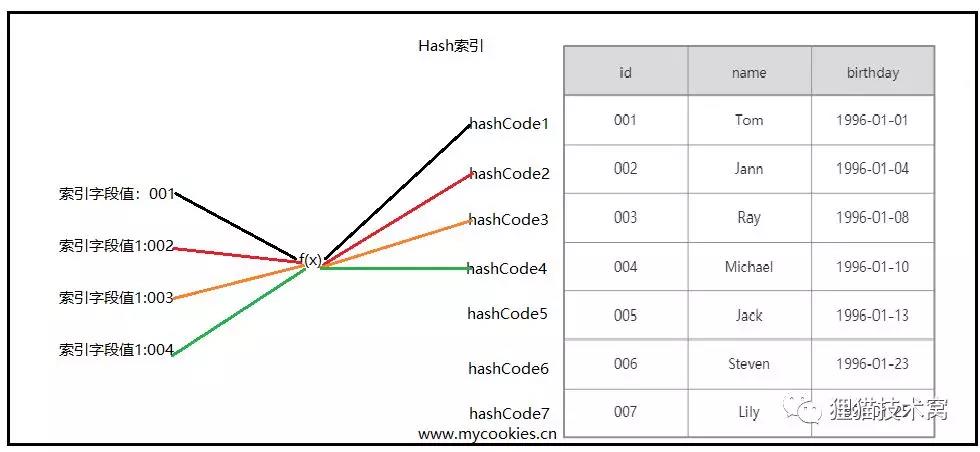 Hash索引
id name birthday
hashCode1 001 Tom 1996-01-01
hashCode2 002 Jann 1996-01-04
索引字段值：001
hashCode3 003 Ray 1996-01-08
索引字段值1:002
f(x)
hashCode4 004 Michael 1996-01-10
索引字段值1:003
hashCode5 005 Jack 1996-01-13
索引字段值1:004
hashCode6 006 Steven 1996-01-23
hashCode7 007 Lily
狸猫技术窝
www.mycookies.cn